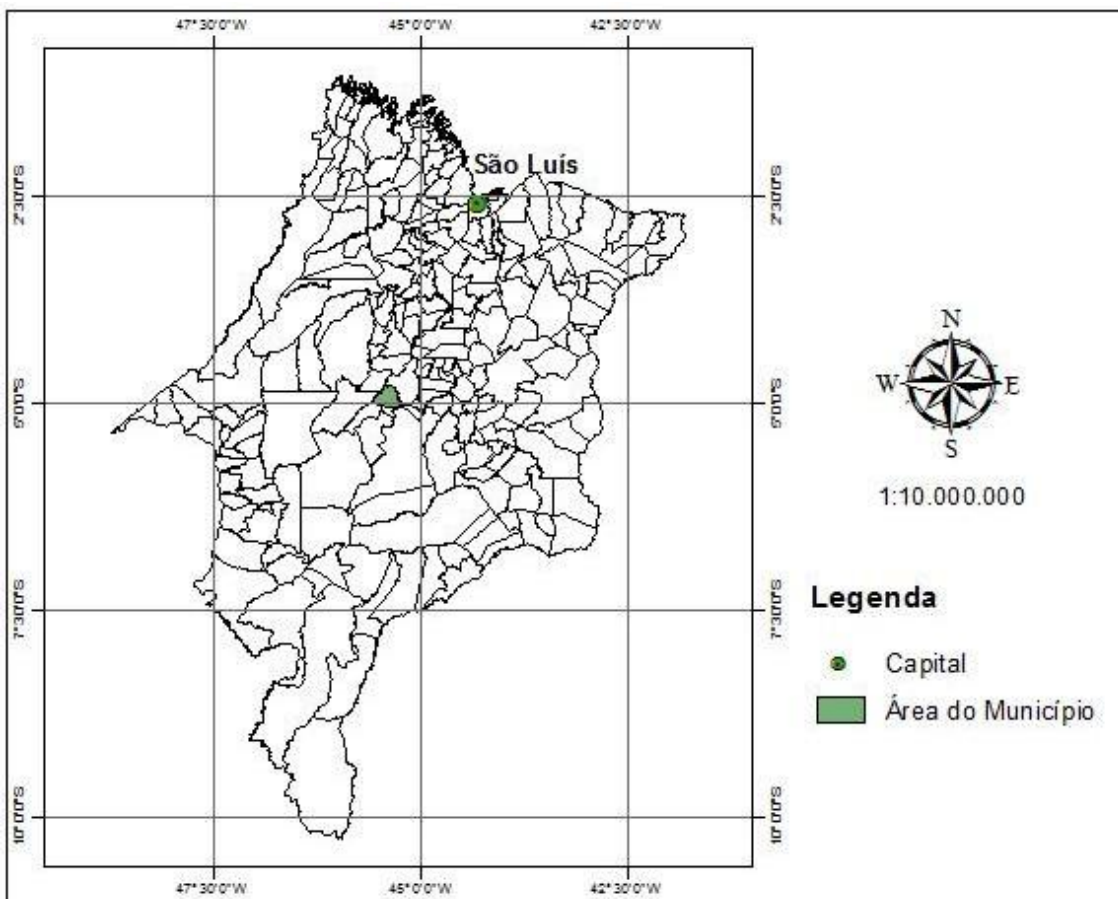 47°30'0"W 45°0'0"W 42°30'0"W
São Luís
2°30'0"S 2°30'0"S
5°0'0"S 5°0'0"S
N
W E
S
1:10.000.000
7°30'0"S 7°30'0"S
Legenda
Capital
Área do Município
10°0'0"S 10°0'0"S
47°30'0"W 45°0'0"W 42°30'0"W